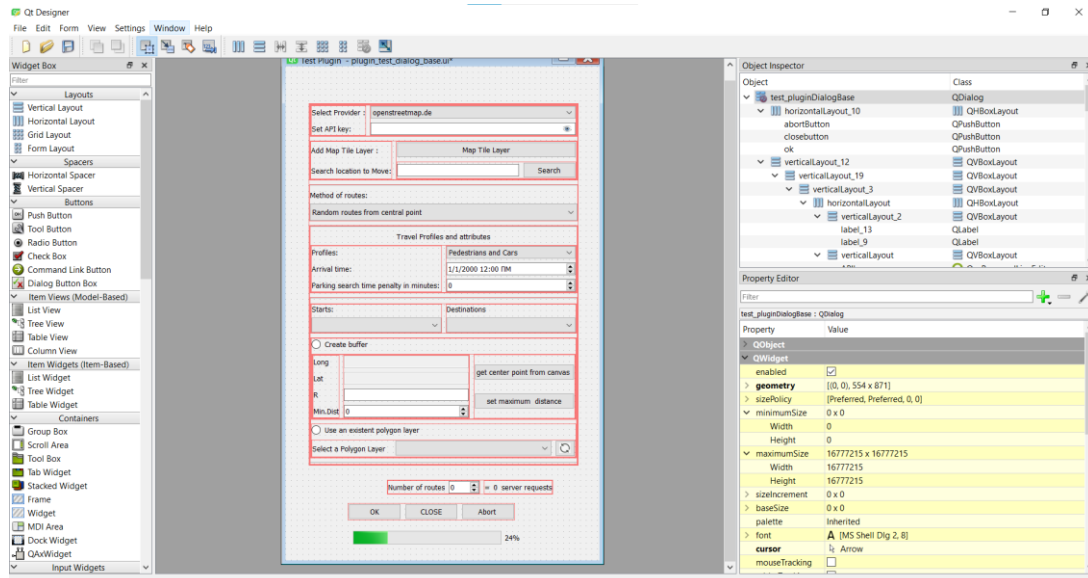 Qt Designer
File Edit Form View Settings Window Help
Widget Box
Filter
Layouts
Vertical Layout
Horizontal Layout
Grid Layout
Form Layout
Spacers
Horizontal Spacer
Vertical Spacer
Buttons
Push Button
Tool Button
Radio Button
Check Box
Command Link Button
Dialog Button Box
Item Views (Model-Based)
List View
Tree View
Table View
Column View
Item Widgets (Item-Based)
List Widget
Tree Widget
Table Widget
Containers
Group Box
Scroll Area
Tool Box
Tab Widget
Stacked Widget
Frame
Widget
MDI Area
Dock Widget
QAxWidget
Input Widgets
Test Plugin - plugin_test_dialog_base.ui*
Select Provider : openstreetmap.de
Set API key:
Add Map Tile Layer : Map Tile Layer
Search location to Move: Search
Method of routes:
Random routes from central point
Travel Profiles and attributes
Profiles: Pedestrians and Cars
Arrival time: 1/1/2000 12:00 ΠΜ
Parking search time penalty in minutes: 0
Starts: Destinations
Create buffer
Long
Lat
get center point from canvas
R
set maximum distance
Min.Dist 0
Use an existent polygon layer
Select a Polygon Layer
Number of routes 0 = 0 server requests
OK CLOSE Abort
24%
Object Inspector
Object Class
test_pluginDialogBase QDialog
horizontalLayout_10 QHBoxLayout
abortButton QPushButton
closebutton QPushButton
ok QPushButton
verticalLayout_12 QVBoxLayout
verticalLayout_19 QVBoxLayout
verticalLayout_3 QVBoxLayout
horizontalLayout QHBoxLayout
verticalLayout_2 QVBoxLayout
label_13 QLabel
label_9 QLabel
verticalLayout QVBoxLayout
Property Editor
Filter
test_pluginDialogBase : QDialog
Property Value
QObject
QWidget
enabled
geometry [(0, 0), 554 x 871]
sizePolicy [Preferred, Preferred, 0, 0]
minimumSize 0 x 0
Width 0
Height 0
maximumSize 16777215 x 16777215
Width 16777215
Height 16777215
sizeIncrement 0 x 0
baseSize 0 x 0
palette Inherited
font A [MS Shell Dlg 2, 8]
cursor Arrow
mouseTracking